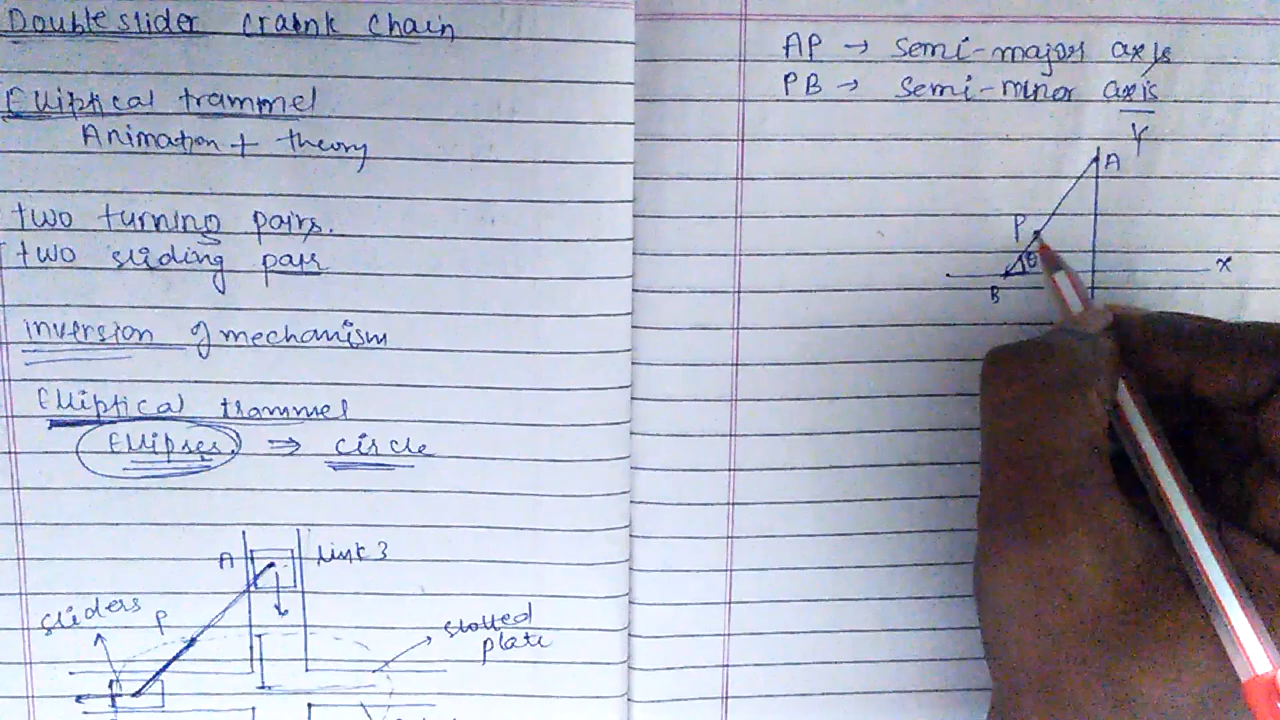 Double slider crank chain
Elliptical trammel
Animation + theory
two turning pairs.
two sliding pair
inversion of mechanism
Elliptical trammel
Ellipses ⇒ circle
A link 3
sliders P
slotted
plate
AP → semi-major axis
PB → semi-minor axis
Y
A
P
θ
X
B